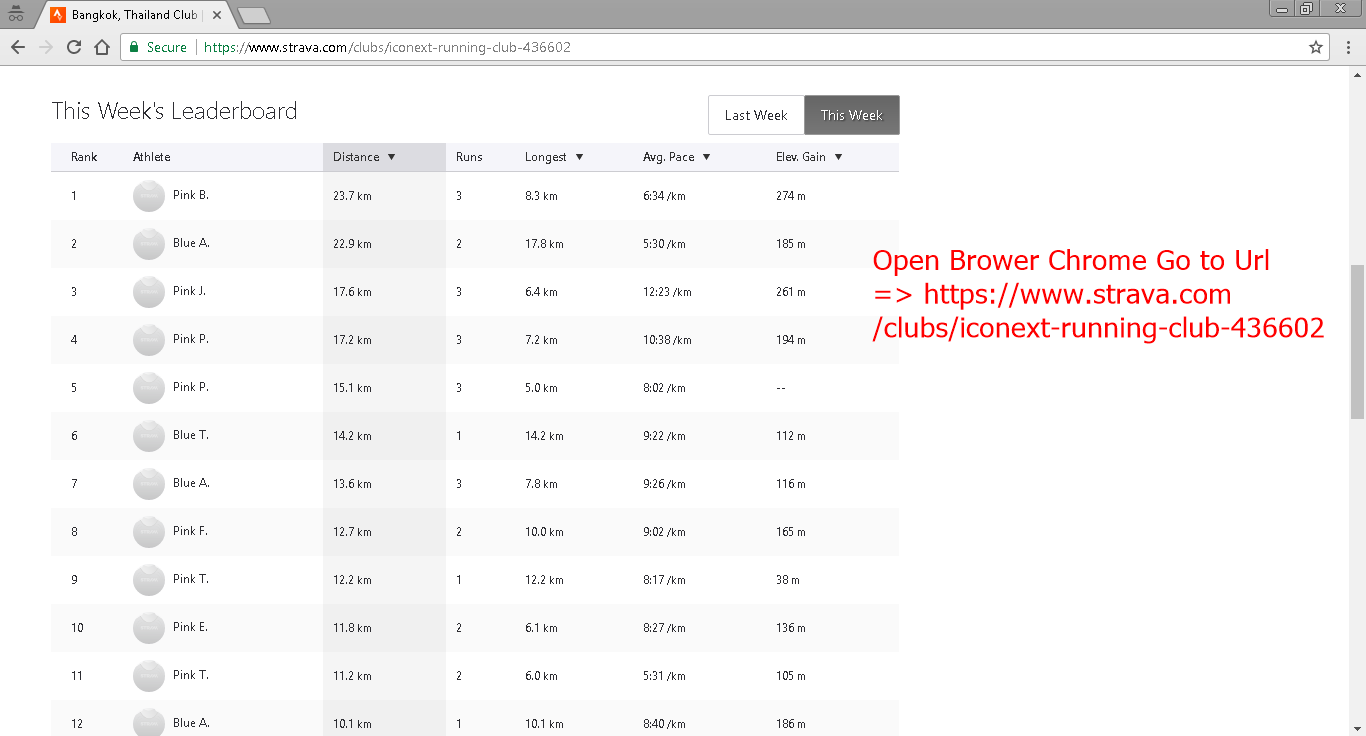 Bangkok, Thailand Club |
Secure https://www.strava.com/clubs/iconext-running-club-436602
This Week's Leaderboard
Last Week This Week
Rank Athlete Distance ▼ Runs Longest ▼ Avg. Pace ▼ Elev. Gain ▼
1 Pink B. 23.7 km 3 8.3 km 6:34 /km 274 m
2 Blue A. 22.9 km 2 17.8 km 5:30 /km 185 m
3 Pink J. 17.6 km 3 6.4 km 12:23 /km 261 m
4 Pink P. 17.2 km 3 7.2 km 10:38 /km 194 m
5 Pink P. 15.1 km 3 5.0 km 8:02 /km --
6 Blue T. 14.2 km 1 14.2 km 9:22 /km 112 m
7 Blue A. 13.6 km 3 7.8 km 9:26 /km 116 m
8 Pink F. 12.7 km 2 10.0 km 9:02 /km 165 m
9 Pink T. 12.2 km 1 12.2 km 8:17 /km 38 m
10 Pink E. 11.8 km 2 6.1 km 8:27 /km 136 m
11 Pink T. 11.2 km 2 6.0 km 5:31 /km 105 m
12 Blue A. 10.1 km 1 10.1 km 8:40 /km 186 m
Open Brower Chrome Go to Url
=> https://www.strava.com
/clubs/iconext-running-club-436602